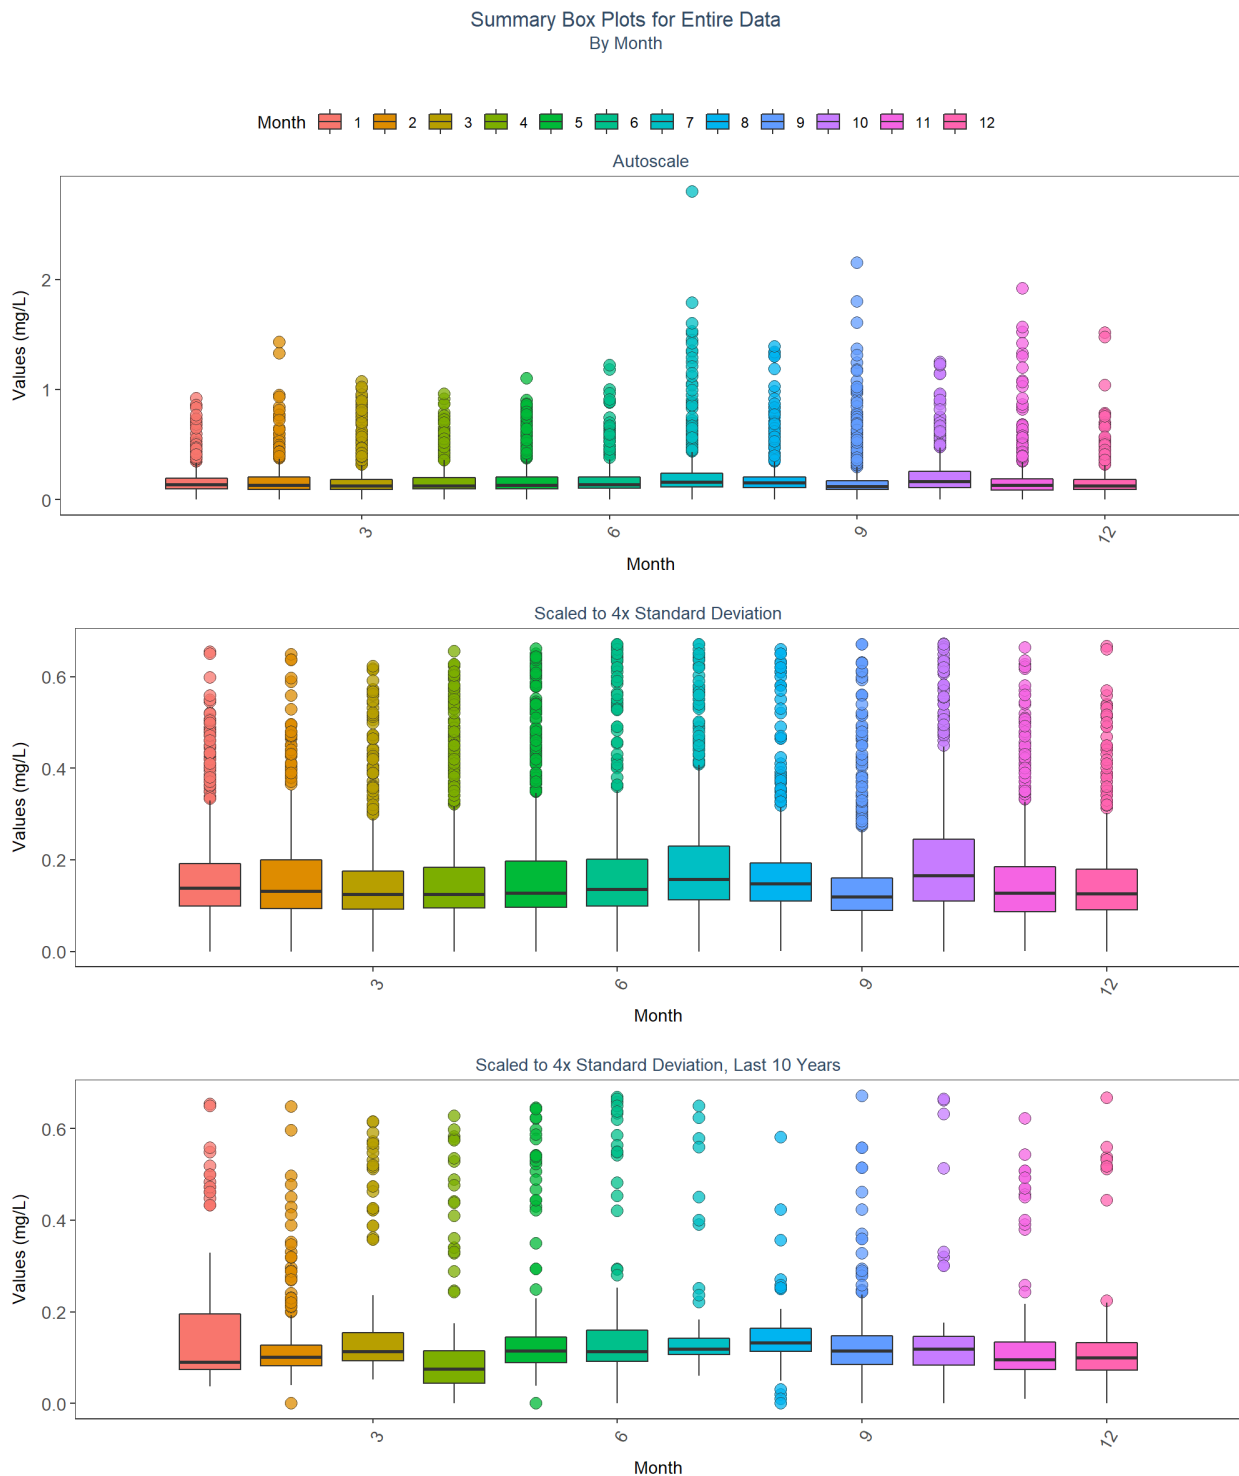 Summary Box Plots for Entire Data
By Month
Month 1 2 3 4 5 6 7 8 9 10 11 12
Autoscale
Values (mg/L)
2
1
0
3 6 9 12
Month
Scaled to 4x Standard Deviation
Values (mg/L)
0.6
0.4
0.2
0.0
3 6 9 12
Month
Scaled to 4x Standard Deviation, Last 10 Years
Values (mg/L)
0.6
0.4
0.2
0.0
3 6 9 12
Month